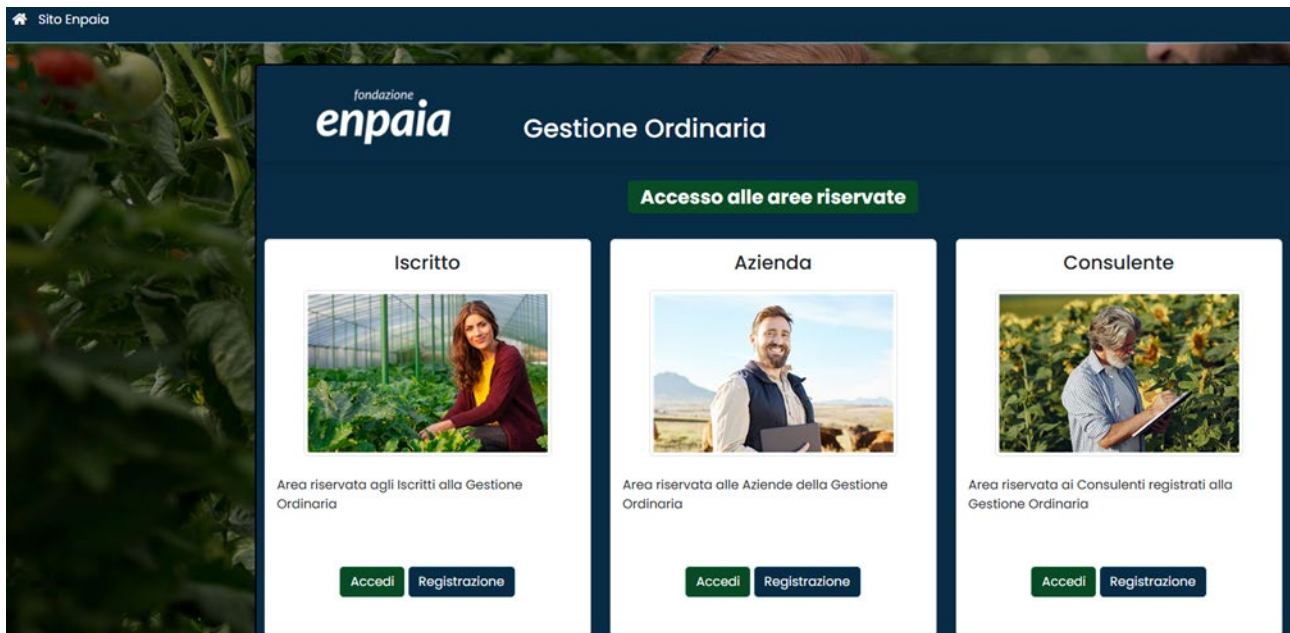 Sito Enpaia
fondazione
enpaia
Gestione Ordinaria
Accesso alle aree riservate
Iscritto
Area riservata agli Iscritti alla Gestione
Ordinaria
Accedi Registrazione
Azienda
Area riservata alle Aziende della Gestione
Ordinaria
Accedi Registrazione
Consulente
Area riservata ai Consulenti registrati alla
Gestione Ordinaria
Accedi Registrazione